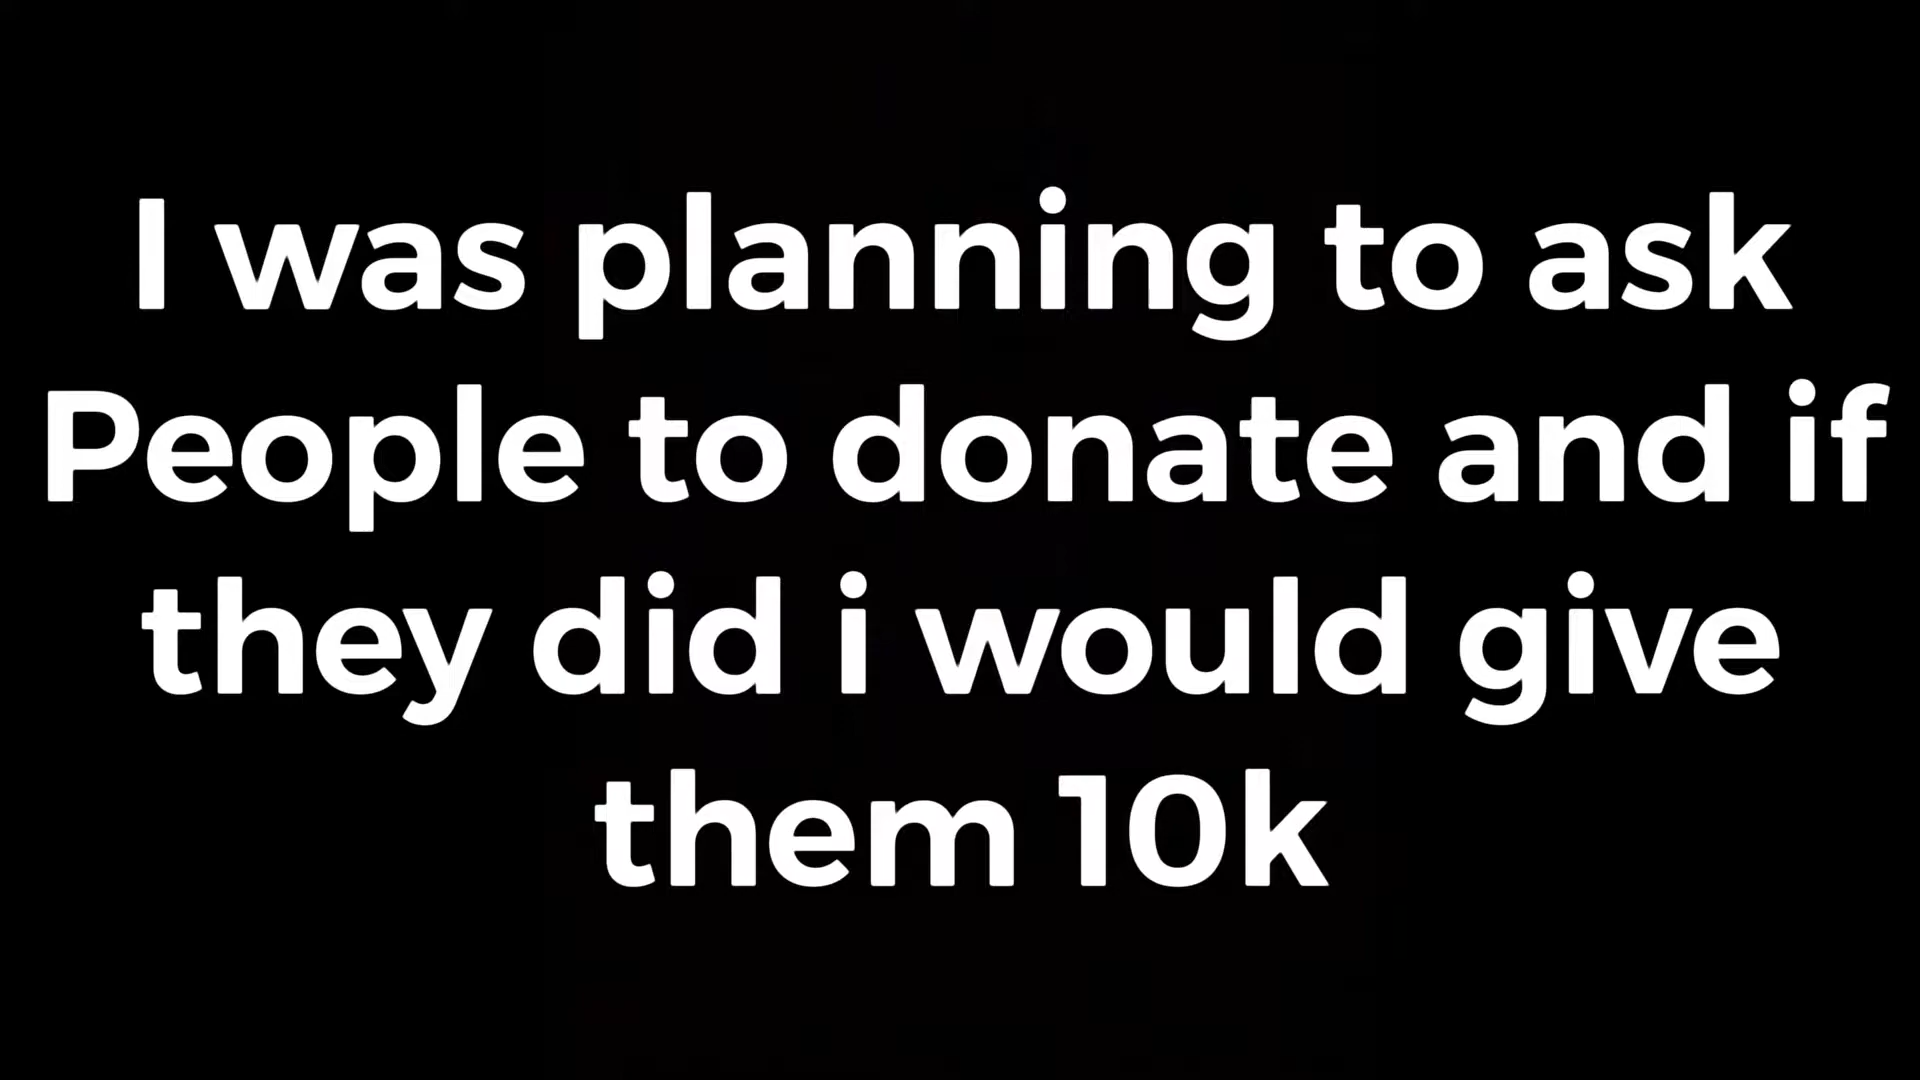 I was planning to ask
People to donate and if
they did i would give
them 10k